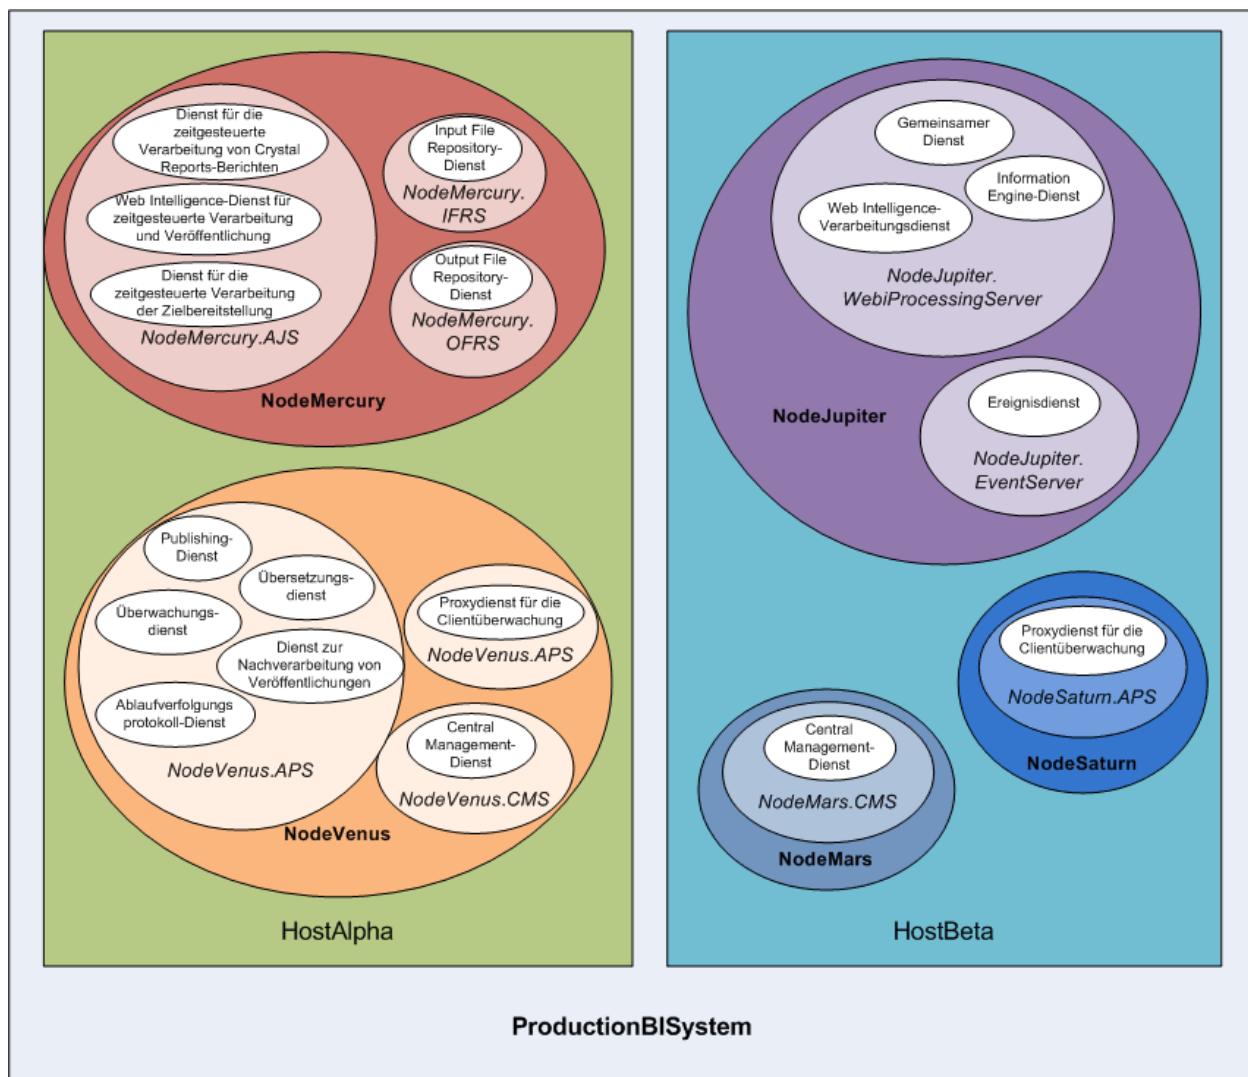 Dienst für die
zeitgesteuerte
Verarbeitung von Crystal
Reports-Berichten
Web Intelligence-Dienst für
zeitgesteuerte Verarbeitung
und Veröffentlichung
Dienst für die
zeitgesteuerte Verarbeitung
der Zielbereitstellung
NodeMercury.AJS
Input File
Repository-
Dienst
NodeMercury.
IFRS
Output File
Repository-
Dienst
NodeMercury.
OFRS
NodeMercury
Publishing-
Dienst
Übersetzungs-
dienst
Überwachungs-
dienst
Dienst zur
Nachverarbeitung von
Veröffentlichungen
Ablaufverfolgungs
protokoll-Dienst
NodeVenus.APS
Proxydienst für die
Clientüberwachung
NodeVenus.APS
Central
Management-
Dienst
NodeVenus.CMS
NodeVenus
HostAlpha
Gemeinsamer
Dienst
Information
Engine-Dienst
Web Intelligence-
Verarbeitungsdienst
NodeJupiter.
WebiProcessingServer
Ereignisdienst
NodeJupiter.
EventServer
NodeJupiter
Proxydienst für die
Clientüberwachung
NodeSaturn.APS
NodeSaturn
Central
Management-
Dienst
NodeMars.CMS
NodeMars
HostBeta
ProductionBISystem